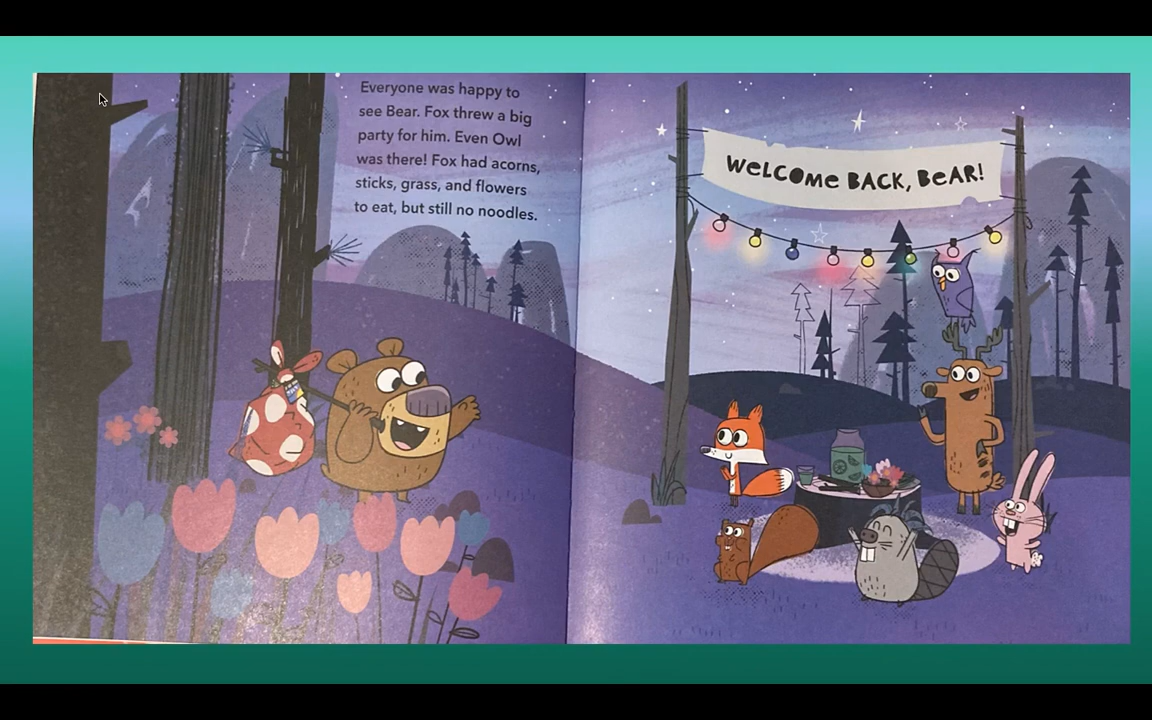 Everyone was happy to
see Bear. Fox threw a big
party for him. Even Owl
was there! Fox had acorns,
sticks, grass, and flowers
to eat, but still no noodles.
WeLCOMe BACK, BeAR!